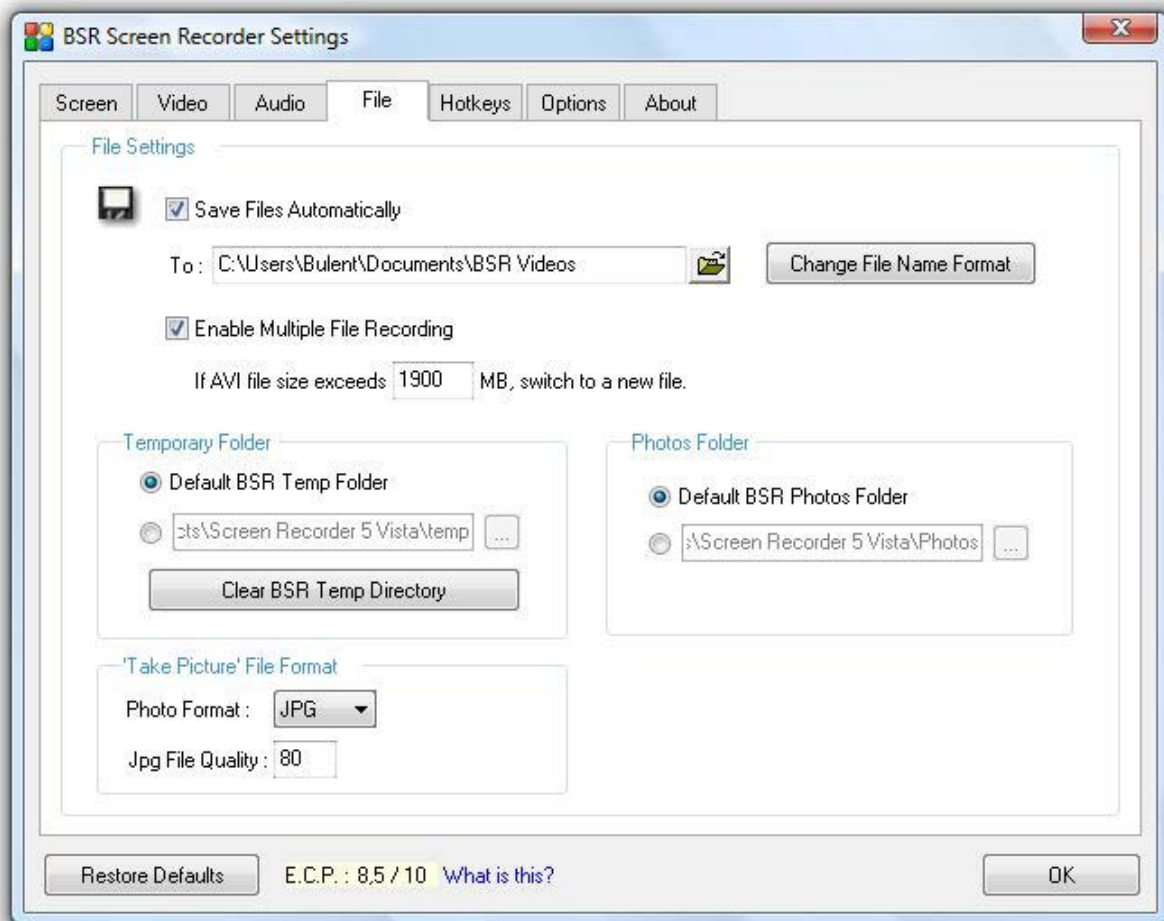 BSR Screen Recorder Settings
Screen Video Audio File Hotkeys Options About
File Settings
Save Files Automatically
To : C:\Users\Bulent\Documents\BSR Videos Change File Name Format
Enable Multiple File Recording
If AVI file size exceeds 1900 MB, switch to a new file.
Temporary Folder
Default BSR Temp Folder
cts\Screen Recorder 5 Vista\temp ...
Clear BSR Temp Directory
Photos Folder
Default BSR Photos Folder
s\Screen Recorder 5 Vista\Photos ...
'Take Picture' File Format
Photo Format : JPG
Jpg File Quality : 80
Restore Defaults E.C.P. : 8,5 / 10 What is this? OK